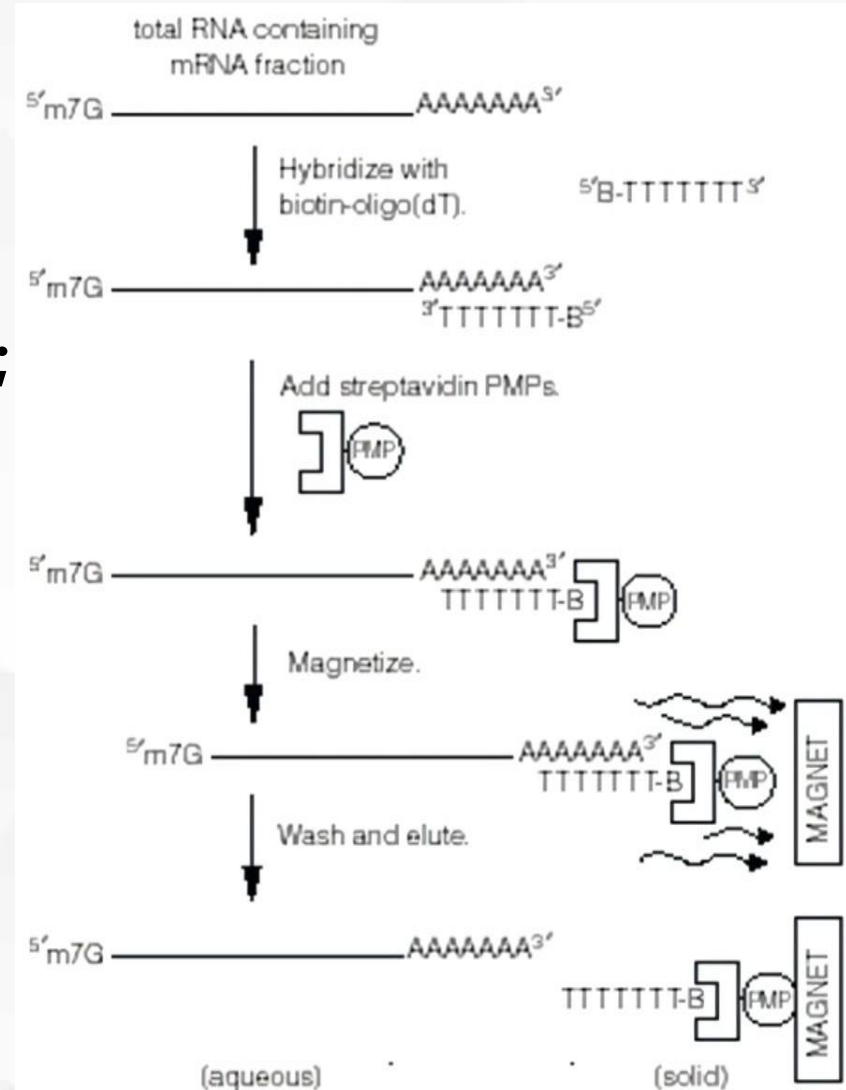 total RNA containing
mRNA fraction
5'm7G AAAAAAA3'
Hybridize with
biotin-oligo(dT).
5'B-TTTTTTT3'
5'm7G AAAAAAA3'
3'TTTTTTT-B5'
;
Add streptavidin PMPs.
PMP
5'm7G AAAAAAA3'
TTTTTTT-B PMP
Magnetize.
5'm7G AAAAAAA3'
TTTTTTT-B PMP
MAGNET
Wash and elute.
5'm7G AAAAAAA3'
TTTTTTT-B PMP
MAGNET
(aqueous) (solid)